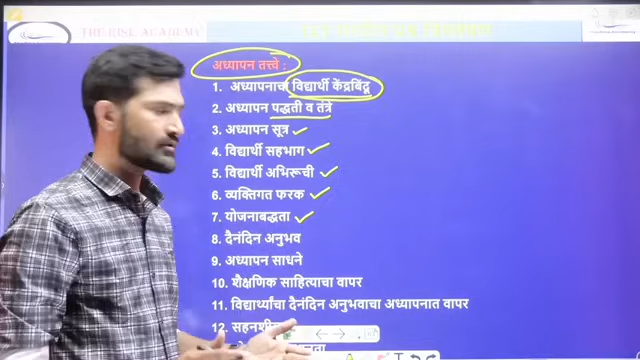 THE RISE ACADEMY
अध्यापन तत्त्वे :
1. अध्यापनाचा विद्यार्थी केंद्रबिंदू
2. अध्यापन पद्धती व तंत्रे
3. अध्यापन सूत्र
4. विद्यार्थी सहभाग
5. विद्यार्थी अभिरूची
6. व्यक्तिगत फरक
7. योजनाबद्धता
8. दैनंदिन अनुभव
9. अध्यापन साधने
10. शैक्षणिक साहित्याचा वापर
11. विद्यार्थ्यांचा दैनंदिन अनुभवाचा अध्यापनात वापर
12.